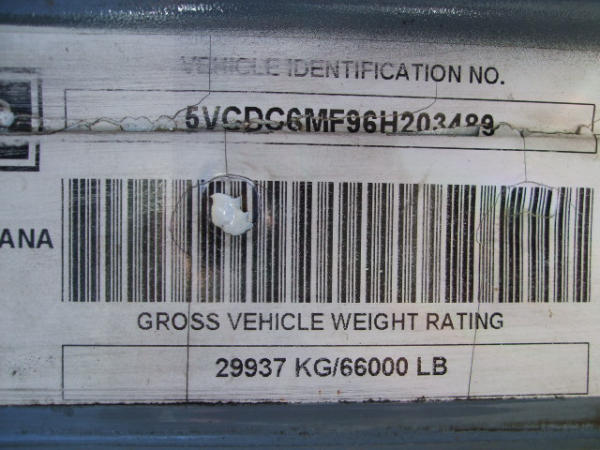 VEHICLE IDENTIFICATION NO.
5VCDC6MF96H203489
ANA
GROSS VEHICLE WEIGHT RATING
29937 KG/66000 LB